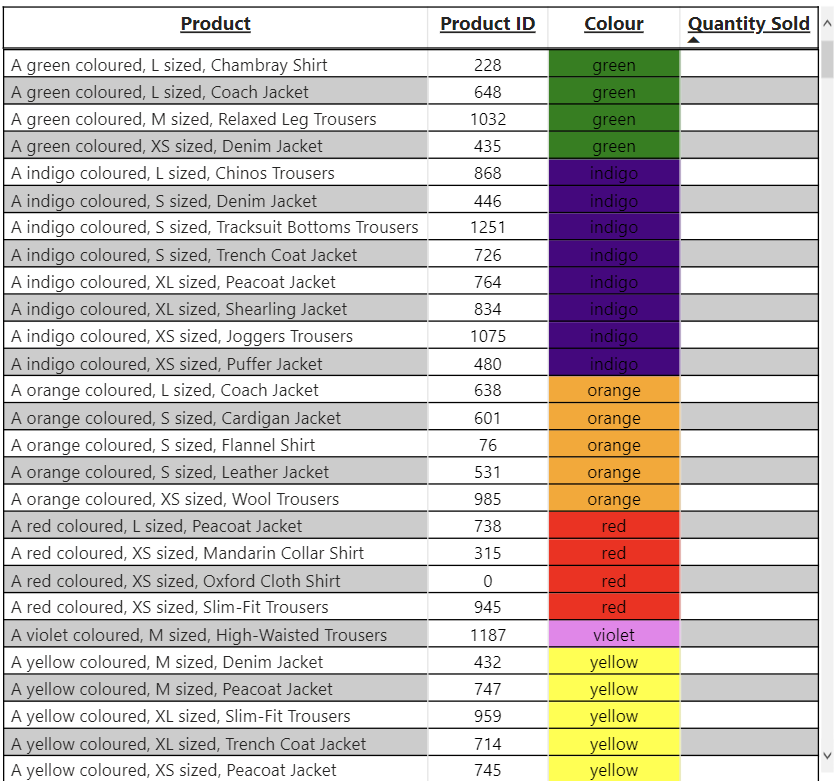 Product Product ID Colour Quantity Sold
A green coloured, L sized, Chambray Shirt 228 green
A green coloured, L sized, Coach Jacket 648 green
A green coloured, M sized, Relaxed Leg Trousers 1032 green
A green coloured, XS sized, Denim Jacket 435 green
A indigo coloured, L sized, Chinos Trousers 868 indigo
A indigo coloured, S sized, Denim Jacket 446 indigo
A indigo coloured, S sized, Tracksuit Bottoms Trousers 1251 indigo
A indigo coloured, S sized, Trench Coat Jacket 726 indigo
A indigo coloured, XL sized, Peacoat Jacket 764 indigo
A indigo coloured, XL sized, Shearling Jacket 834 indigo
A indigo coloured, XS sized, Joggers Trousers 1075 indigo
A indigo coloured, XS sized, Puffer Jacket 480 indigo
A orange coloured, L sized, Coach Jacket 638 orange
A orange coloured, S sized, Cardigan Jacket 601 orange
A orange coloured, S sized, Flannel Shirt 76 orange
A orange coloured, S sized, Leather Jacket 531 orange
A orange coloured, XS sized, Wool Trousers 985 orange
A red coloured, L sized, Peacoat Jacket 738 red
A red coloured, XS sized, Mandarin Collar Shirt 315 red
A red coloured, XS sized, Oxford Cloth Shirt 0 red
A red coloured, XS sized, Slim-Fit Trousers 945 red
A violet coloured, M sized, High-Waisted Trousers 1187 violet
A yellow coloured, M sized, Denim Jacket 432 yellow
A yellow coloured, M sized, Peacoat Jacket 747 yellow
A yellow coloured, XL sized, Slim-Fit Trousers 959 yellow
A yellow coloured, XL sized, Trench Coat Jacket 714 yellow
A yellow coloured, XS sized, Peacoat Jacket 745 yellow